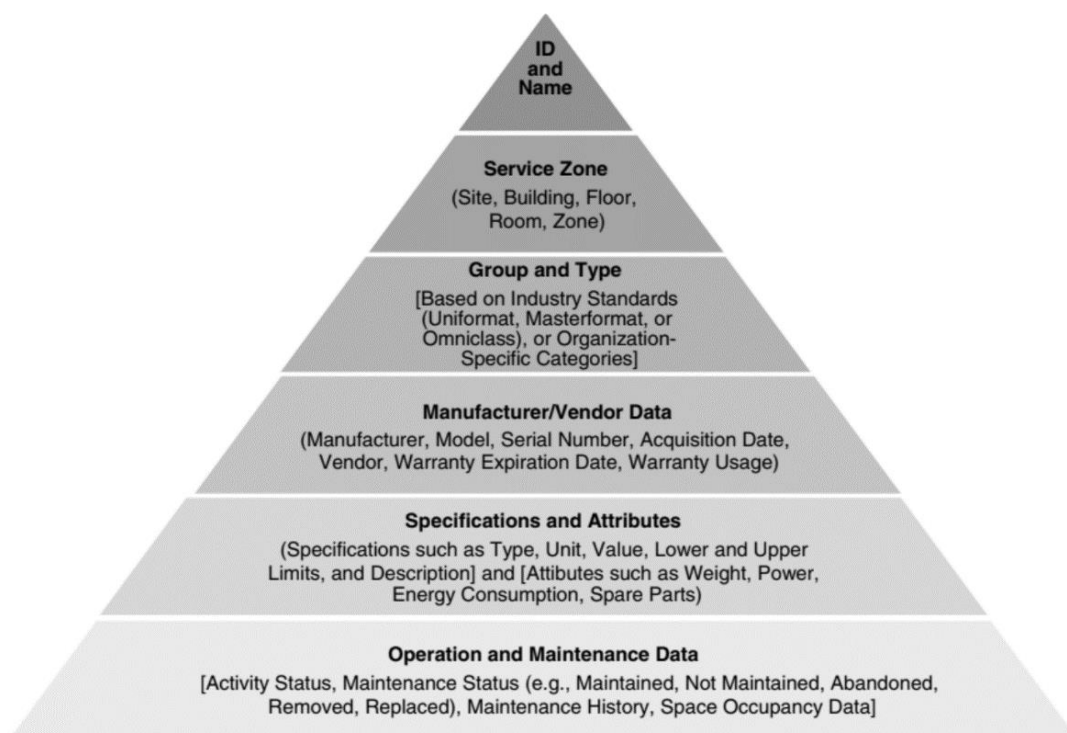 ID
and
Name
Service Zone
(Site, Building, Floor,
Room, Zone)
Group and Type
[Based on Industry Standards
(Uniformat, Masterformat, or
Omniclass), or Organization-
Specific Categories]
Manufacturer/Vendor Data
(Manufacturer, Model, Serial Number, Acquisition Date,
Vendor, Warranty Expiration Date, Warranty Usage)
Specifications and Attributes
(Specifications such as Type, Unit, Value, Lower and Upper
Limits, and Description] and [Attibutes such as Weight, Power,
Energy Consumption, Spare Parts)
Operation and Maintenance Data
[Activity Status, Maintenance Status (e.g., Maintained, Not Maintained, Abandoned,
Removed, Replaced), Maintenance History, Space Occupancy Data]